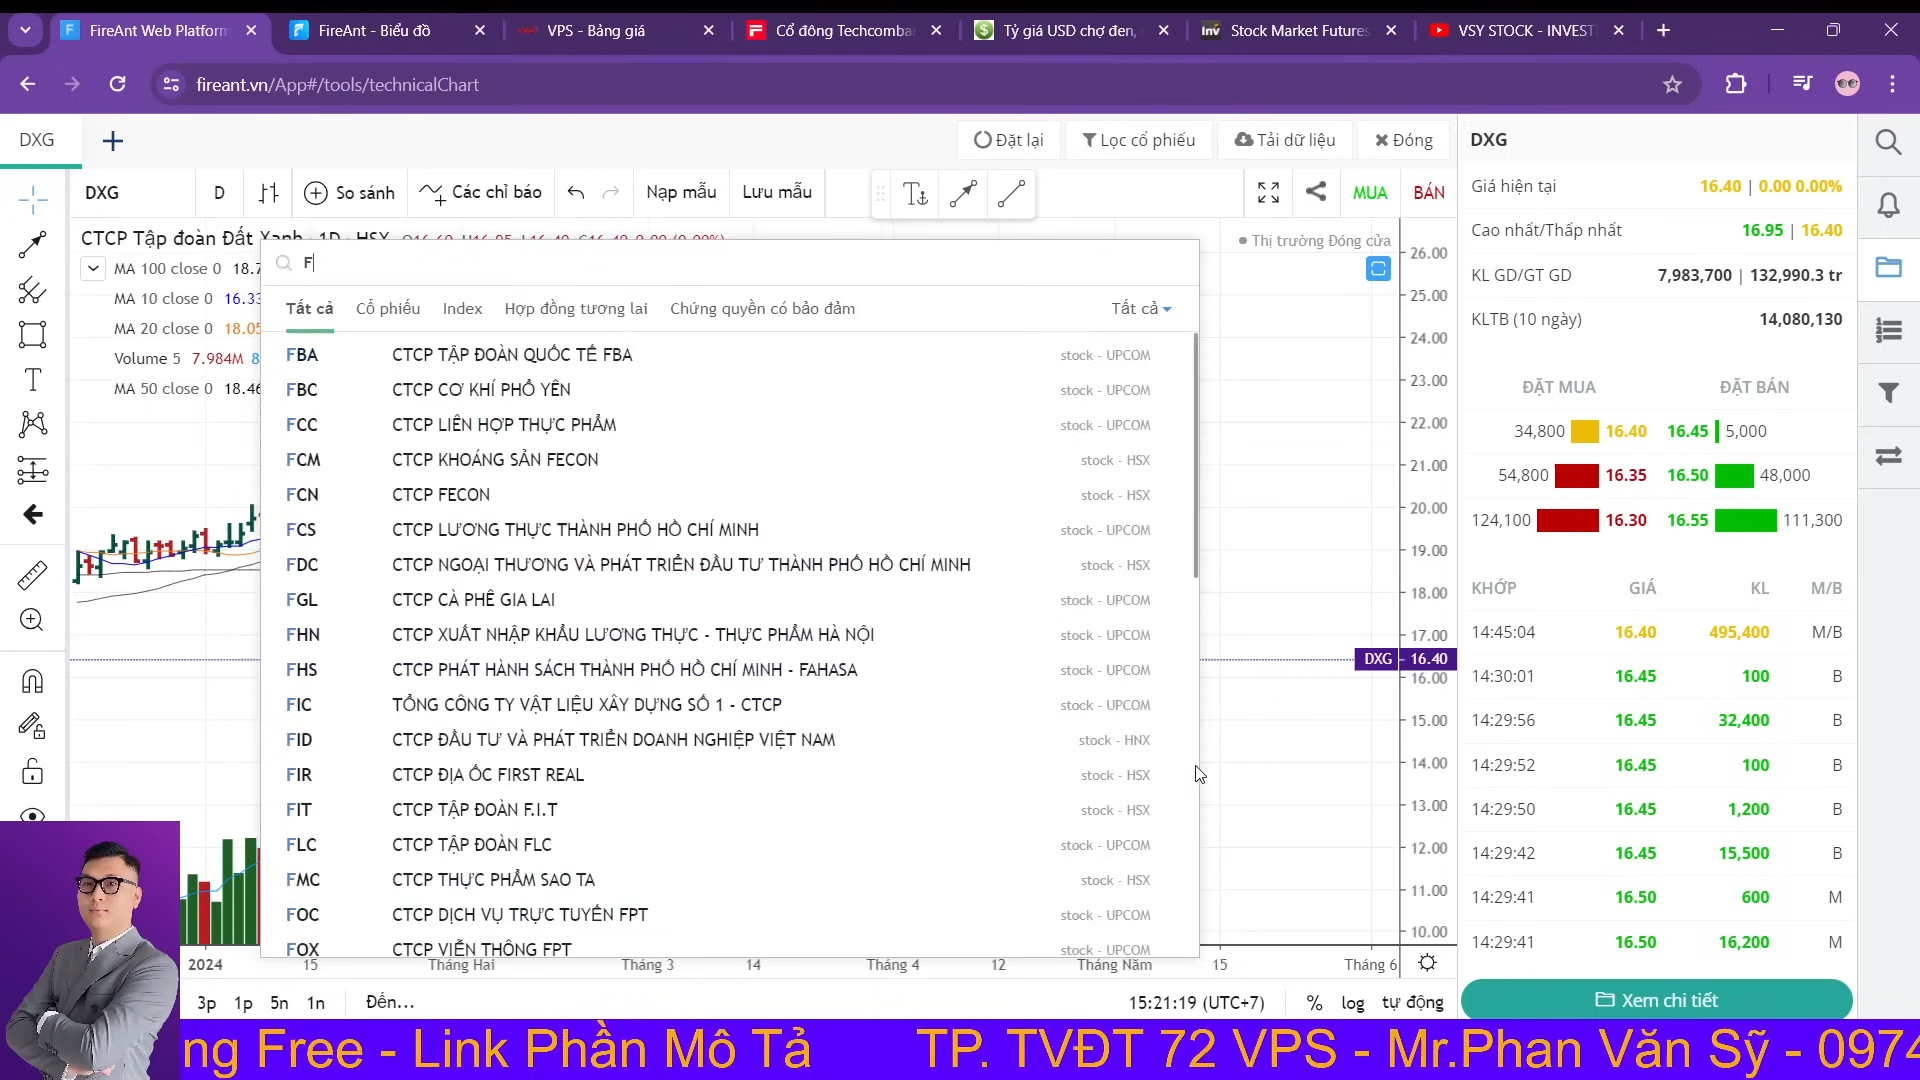 FireAnt Web Platform
FireAnt - Biểu đồ
VPS - Bảng giá
Cổ đông Techcomba
Tỷ giá USD chợ đen,
Stock Market Futures
VSY STOCK - INVEST
fireant.vn/App#/tools/technicalChart
DXG
Đặt lại
Lọc cổ phiếu
Tải dữ liệu
Đóng
DXG
DXG
D
So sánh
Các chỉ báo
Nạp mẫu
Lưu mẫu
MUA
BÁN
CTCP Tập đoàn Đất Xanh · 1D · HSX
Thị trường Đóng cửa
MA 100 close 0 18.7
MA 10 close 0 16.33
MA 20 close 0 18.05
Volume 5 7.984M 8
MA 50 close 0 18.46
F
Tất cả
Cổ phiếu
Index
Hợp đồng tương lai
Chứng quyền có bảo đảm
Tất cả
FBA CTCP TẬP ĐOÀN QUỐC TẾ FBA stock - UPCOM
FBC CTCP CƠ KHÍ PHỔ YÊN stock - UPCOM
FCC CTCP LIÊN HỢP THỰC PHẨM stock - UPCOM
FCM CTCP KHOÁNG SẢN FECON stock - HSX
FCN CTCP FECON stock - HSX
FCS CTCP LƯƠNG THỰC THÀNH PHỐ HỒ CHÍ MINH stock - UPCOM
FDC CTCP NGOẠI THƯƠNG VÀ PHÁT TRIỂN ĐẦU TƯ THÀNH PHỐ HỒ CHÍ MINH stock - HSX
FGL CTCP CÀ PHÊ GIA LAI stock - UPCOM
FHN CTCP XUẤT NHẬP KHẨU LƯƠNG THỰC - THỰC PHẨM HÀ NỘI stock - UPCOM
FHS CTCP PHÁT HÀNH SÁCH THÀNH PHỐ HỒ CHÍ MINH - FAHASA stock - UPCOM
FIC TỔNG CÔNG TY VẬT LIỆU XÂY DỰNG SỐ 1 - CTCP stock - UPCOM
FID CTCP ĐẦU TƯ VÀ PHÁT TRIỂN DOANH NGHIỆP VIỆT NAM stock - HNX
FIR CTCP ĐỊA ỐC FIRST REAL stock - HSX
FIT CTCP TẬP ĐOÀN F.I.T stock - HSX
FLC CTCP TẬP ĐOÀN FLC stock - UPCOM
FMC CTCP THỰC PHẨM SAO TA stock - HSX
FOC CTCP DỊCH VỤ TRỰC TUYẾN FPT stock - UPCOM
FOX CTCP VIỄN THÔNG FPT stock - UPCOM
26.00
25.00
24.00
23.00
22.00
21.00
20.00
19.00
18.00
17.00
DXG 16.40
16.00
15.00
14.00
13.00
12.00
11.00
10.00
2024 15 Tháng Hai Tháng 3 14 Tháng 4 12 Tháng Năm 15 Tháng 6
3p 1p 5n 1n Đến...
15:21:19 (UTC+7) % log tự động
Giá hiện tại 16.40 | 0.00 0.00%
Cao nhất/Thấp nhất 16.95 | 16.40
KL GD/GT GD 7,983,700 | 132,990.3 tr
KLTB (10 ngày) 14,080,130
ĐẶT MUA ĐẶT BÁN
34,800 16.40 16.45 5,000
54,800 16.35 16.50 48,000
124,100 16.30 16.55 111,300
KHỚP GIÁ KL M/B
14:45:04 16.40 495,400 M/B
14:30:01 16.45 100 B
14:29:56 16.45 32,400 B
14:29:52 16.45 100 B
14:29:50 16.45 1,200 B
14:29:42 16.45 15,500 B
14:29:41 16.50 600 M
14:29:41 16.50 16,200 M
Xem chi tiết
ng Free - Link Phần Mô Tả TP. TVĐT 72 VPS - Mr.Phan Văn Sỹ - 0974